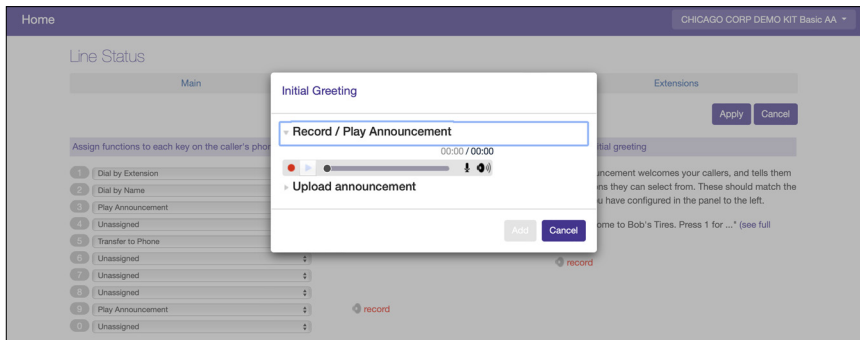 Home
CHICAGO CORP DEMO KIT Basic AA
Line Status
Main
Extensions
Apply Cancel
Assign functions to each key on the caller's phon
itial greeting
1 Dial by Extension
2 Dial by Name
3 Play Announcement
4 Unassigned
5 Transfer to Phone
6 Unassigned
7 Unassigned
8 Unassigned
9 Play Announcement
0 Unassigned
record
uncement welcomes your callers, and tells them
ons they can select from. These should match the
u have configured in the panel to the left.
ome to Bob's Tires. Press 1 for ..." (see full
record
Initial Greeting
Record / Play Announcement
00:00 / 00:00
Upload announcement
Add Cancel